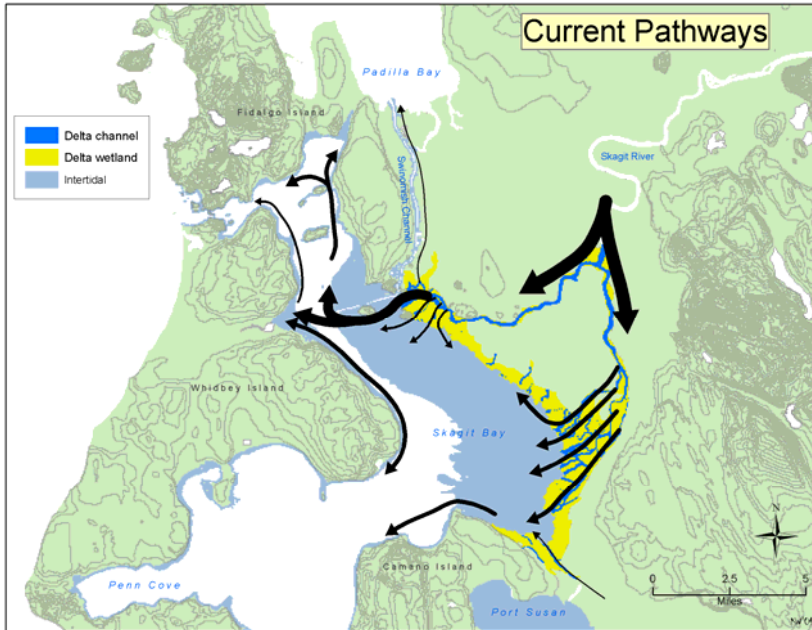 Current Pathways
Padilla Bay
Fidalgo Island
Delta channel
Delta wetland
Intertidal
Swinomish Channel
Skagit River
Whidbey Island
Skagit Bay
N
Camano Island
Penn Cove
Port Susan
0 2.5 5
Miles